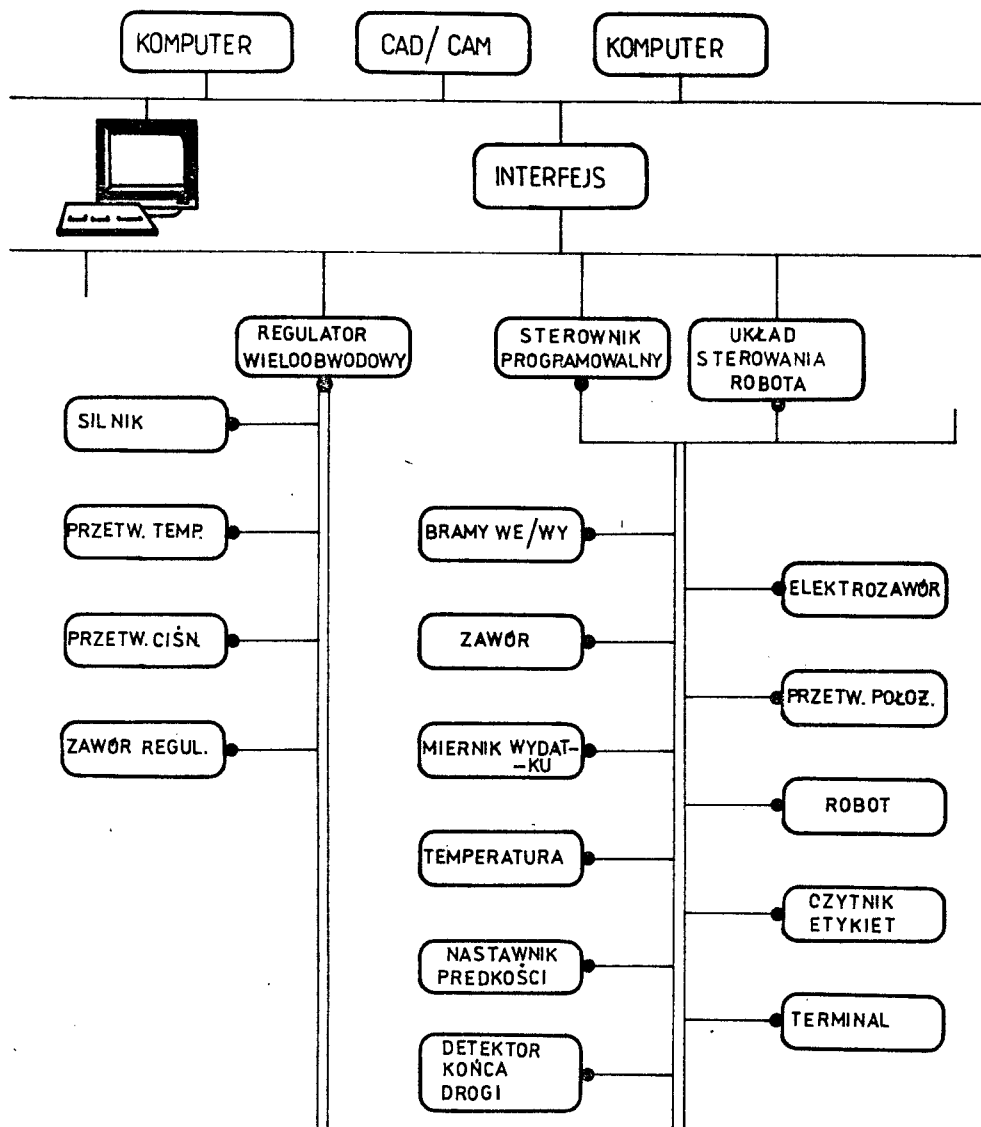 KOMPUTER
CAD/CAM
KOMPUTER
INTERFEJS
REGULATOR
WIELOOBWODOWY
STEROWNIK
PROGRAMOWALNY
UKŁAD
STEROWANIA
ROBOTA
SILNIK
PRZETW. TEMP.
PRZETW. CIŚN.
ZAWÓR REGUL.
BRAMY WE/WY
ZAWÓR
MIERNIK WYDAT-
-KU
TEMPERATURA
NASTAWNIK
PREDKOŚCI
DETEKTOR
KOŃCA
DROGI
ELEKTROZAWÓR
PRZETW. POŁOŻ.
ROBOT
CZYTNIK
ETYKIET
TERMINAL